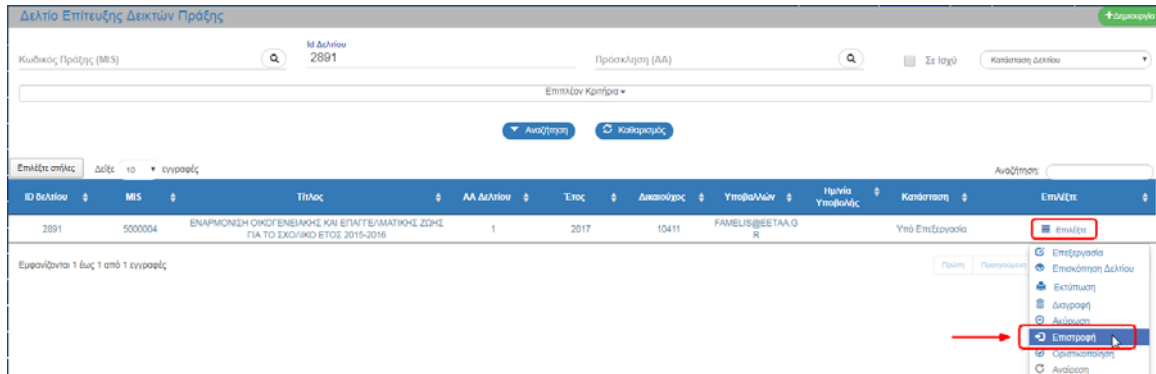 Δελτίο Επίτευξης Δεικτών Πράξης
+Δημιουργία
Id Δελτίου
Κωδικός Πράξης (MIS) 2891 Πρόσκληση (ΑΑ) Σε Ισχύ Κατάσταση Δελτίου
Επιπλέον Κριτήρια
Αναζήτηση Καθαρισμός
Επιλέξτε στήλες Δείξε 10 εγγραφές Αναζήτηση:
ID δελτίου MIS Τίτλος ΑΑ Δελτίου Έτος Δικαιούχος Υποβαλλών Ημ/νία Υποβολής Κατάσταση Επιλέξτε
2891 5000004 ΕΝΑΡΜΟΝΙΣΗ ΟΙΚΟΓΕΝΕΙΑΚΗΣ ΚΑΙ ΕΠΑΓΓΕΛΜΑΤΙΚΗΣ ΖΩΗΣ ΓΙΑ ΤΟ ΣΧΟΛΙΚΟ ΕΤΟΣ 2015-2016 1 2017 10411 FAMELIS@EETAA.GR Υπό Επεξεργασία Επιλέξτε
Εμφανίζονται 1 έως 1 από 1 εγγραφές
Πρώτη Προηγούμενη
Επεξεργασία
Επισκόπηση Δελτίου
Εκτύπωση
Διαγραφή
Ακύρωση
Επιστροφή
Οριστικοποίηση
Αναίρεση